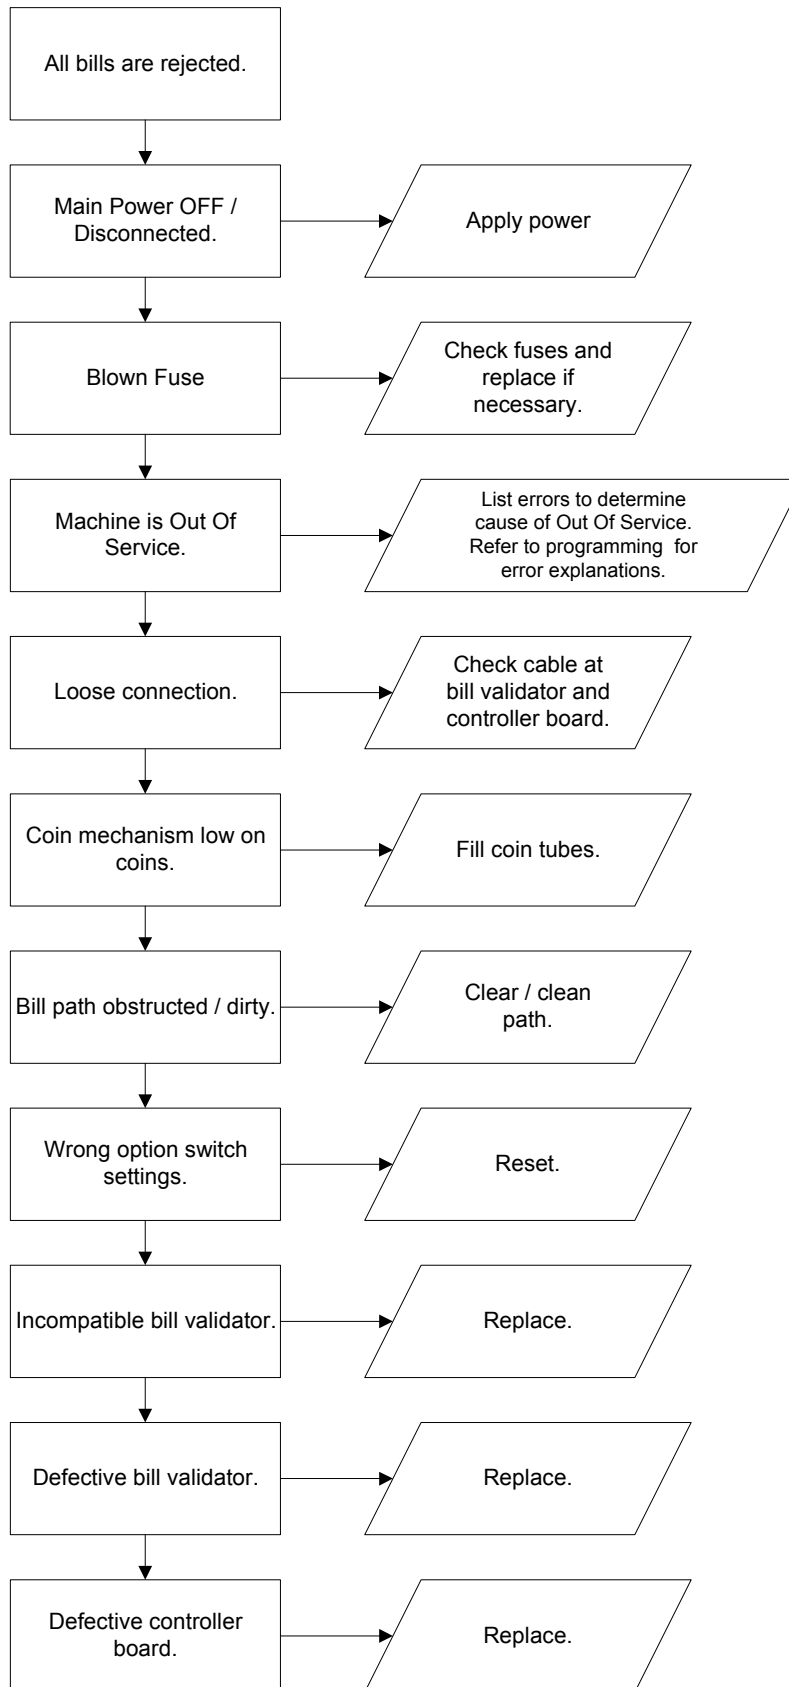 All bills are rejected.
Main Power OFF /
Disconnected.
Apply power
Blown Fuse
Check fuses and
replace if
necessary.
Machine is Out Of
Service.
List errors to determine
cause of Out Of Service.
Refer to programming  for
error explanations.
Loose connection.
Check cable at
bill validator and
controller board.
Coin mechanism low on
coins.
Fill coin tubes.
Bill path obstructed / dirty.
Clear / clean
path.
Wrong option switch
settings.
Reset.
Incompatible bill validator.
Replace.
Defective bill validator.
Replace.
Defective controller
board.
Replace.